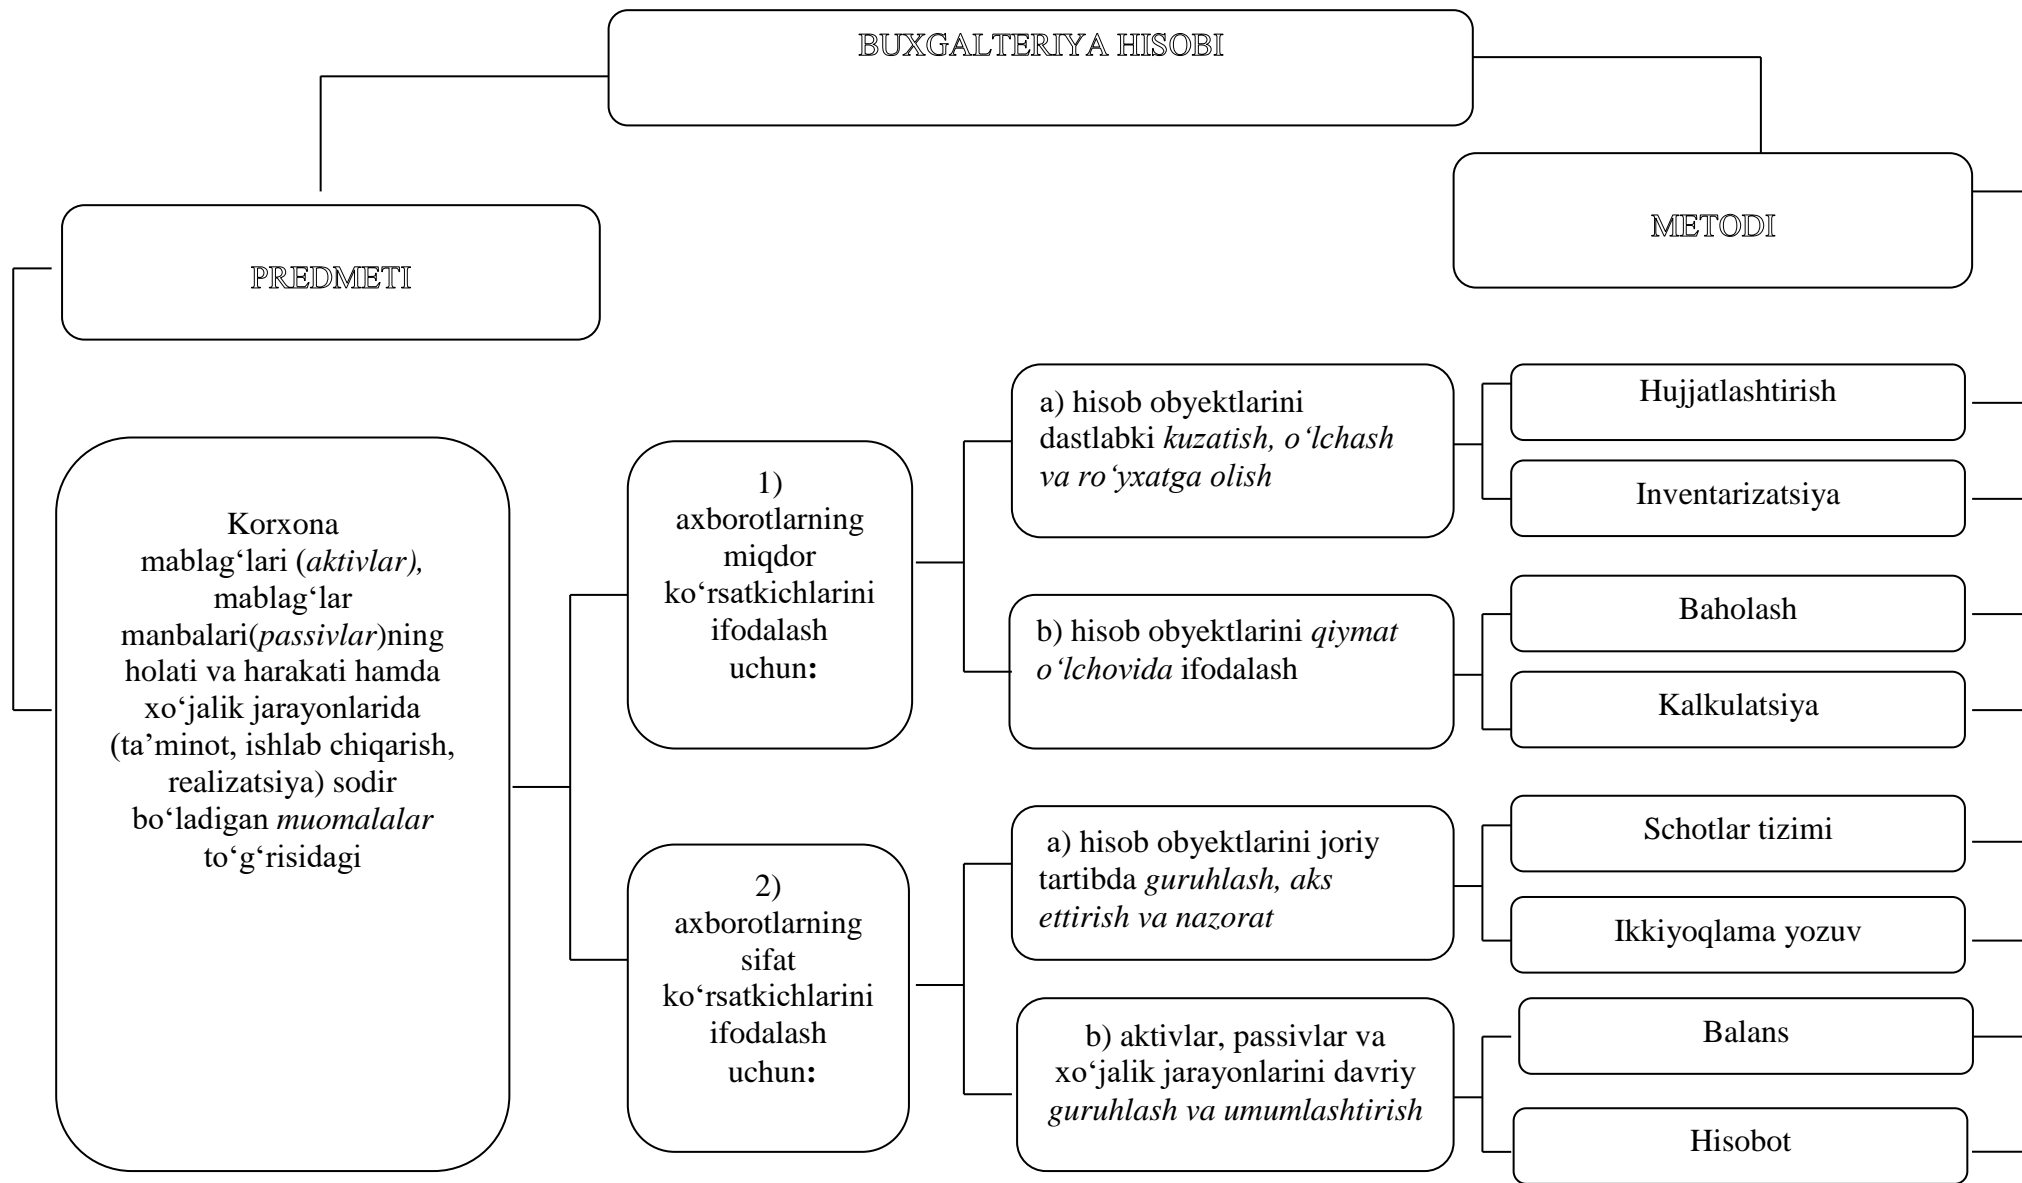 BUXGALTERIYA HISOBI
METODI
PREDMETI
Korxona
mablag‘lari (aktivlar),
mablag‘lar
manbalari(passivlar)ning
holati va harakati hamda
xo‘jalik jarayonlarida
(ta’minot, ishlab chiqarish,
realizatsiya) sodir
bo‘ladigan muomalalar
to‘g‘risidagi
1)
axborotlarning
miqdor
ko‘rsatkichlarini
ifodalash
uchun:
2)
axborotlarning
sifat
ko‘rsatkichlarini
ifodalash
uchun:
a) hisob obyektlarini
dastlabki kuzatish, o‘lchash
va ro‘yxatga olish
b) hisob obyektlarini qiymat
o‘lchovida ifodalash
a) hisob obyektlarini joriy
tartibda guruhlash, aks
ettirish va nazorat
b) aktivlar, passivlar va
xo‘jalik jarayonlarini davriy
guruhlash va umumlashtirish
Hujjatlashtirish
Inventarizatsiya
Baholash
Kalkulatsiya
Schotlar tizimi
Ikkiyoqlama yozuv
Balans
Hisobot